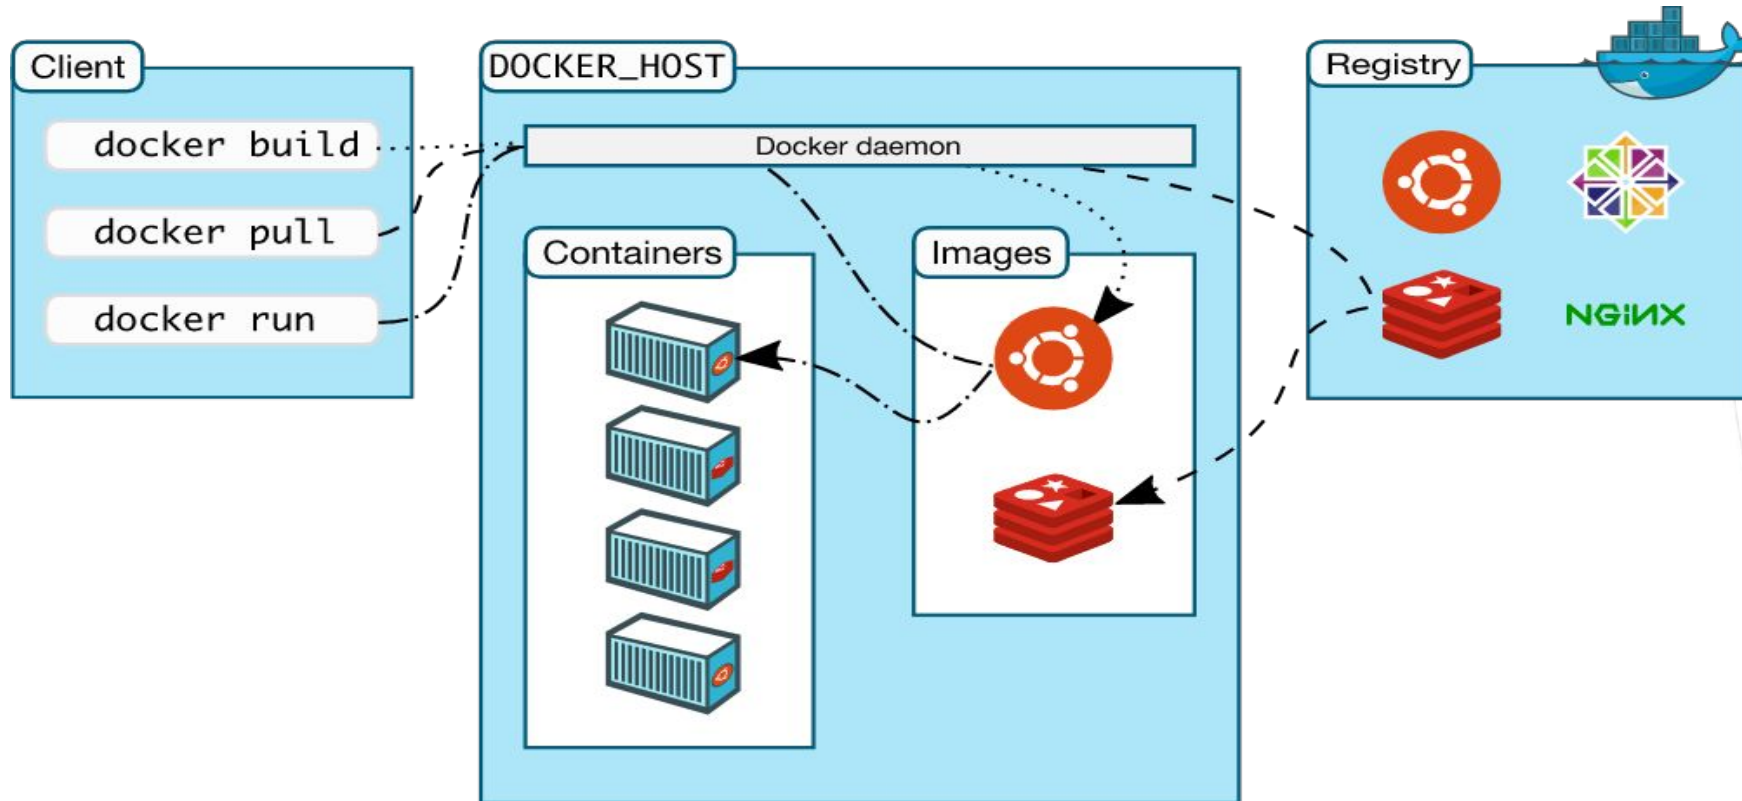 Client
docker build
docker pull
docker run
DOCKER_HOST
Docker daemon
Containers
Images
Registry
NGiNX